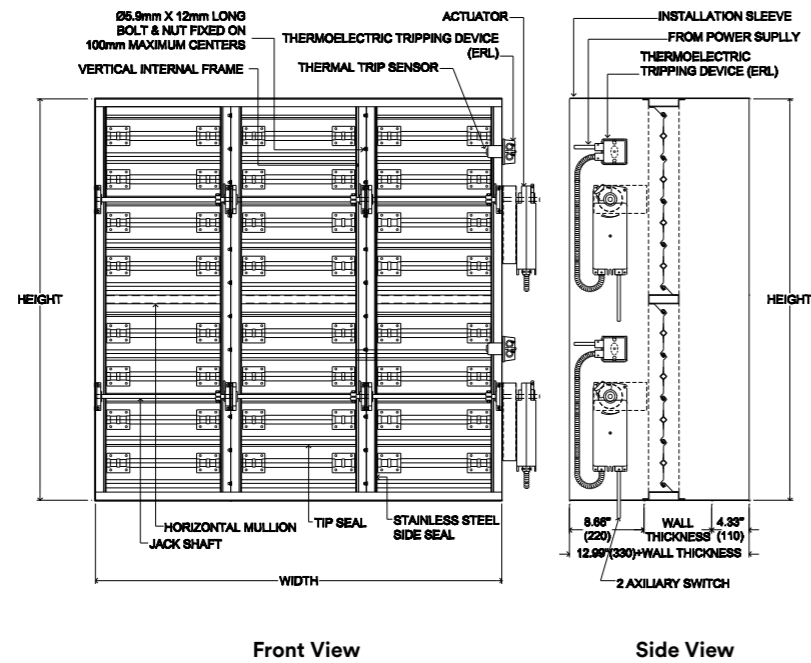 Ø5.9mm X 12mm LONG
BOLT & NUT FIXED ON
100mm MAXIMUM CENTERS
VERTICAL INTERNAL FRAME
ACTUATOR
THERMOELECTRIC TRIPPING DEVICE
(ERL)
THERMAL TRIP SENSOR
INSTALLATION SLEEVE
FROM POWER SUPLLY
THERMOELECTRIC
TRIPPING DEVICE (ERL)
HEIGHT
HEIGHT
HORIZONTAL MULLION
JACK SHAFT
TIP SEAL
STAINLESS STEEL
SIDE SEAL
WIDTH
8.66"
(220)
WALL
THICKNESS
4.33"
(110)
12.99"(330)+WALL THICKNESS
2 AXILIARY SWITCH
Front View
Side View